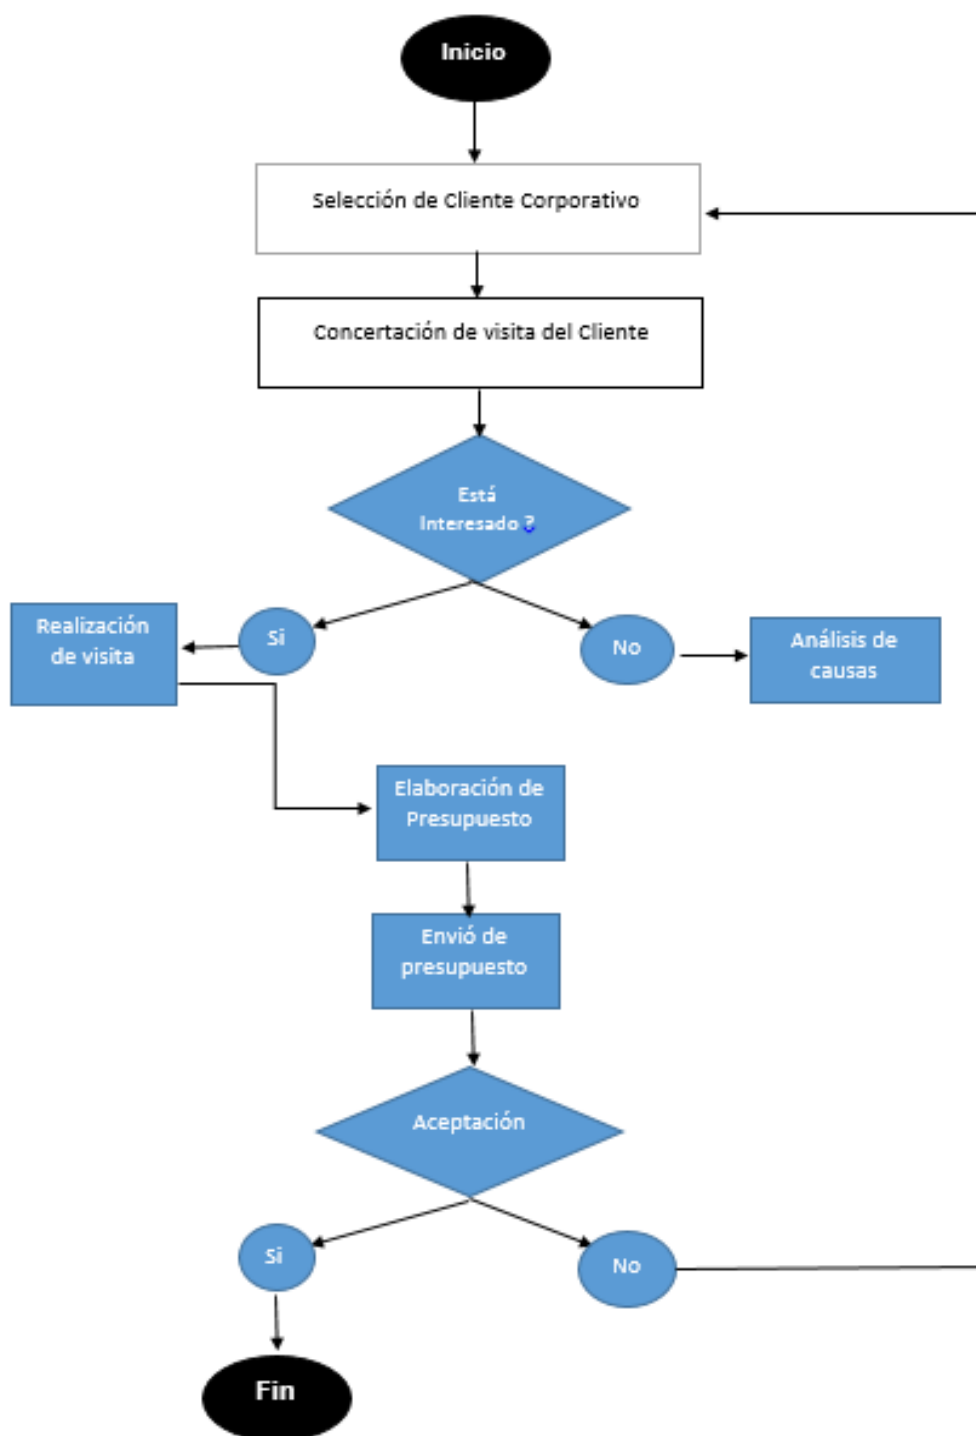 Inicio
Selección de Cliente Corporativo
Concertación de visita del Cliente
Está
Interesado ?
Si
No
Realización
de visita
Análisis de
causas
Elaboración de
Presupuesto
Envió de
presupuesto
Aceptación
Si
No
Fin